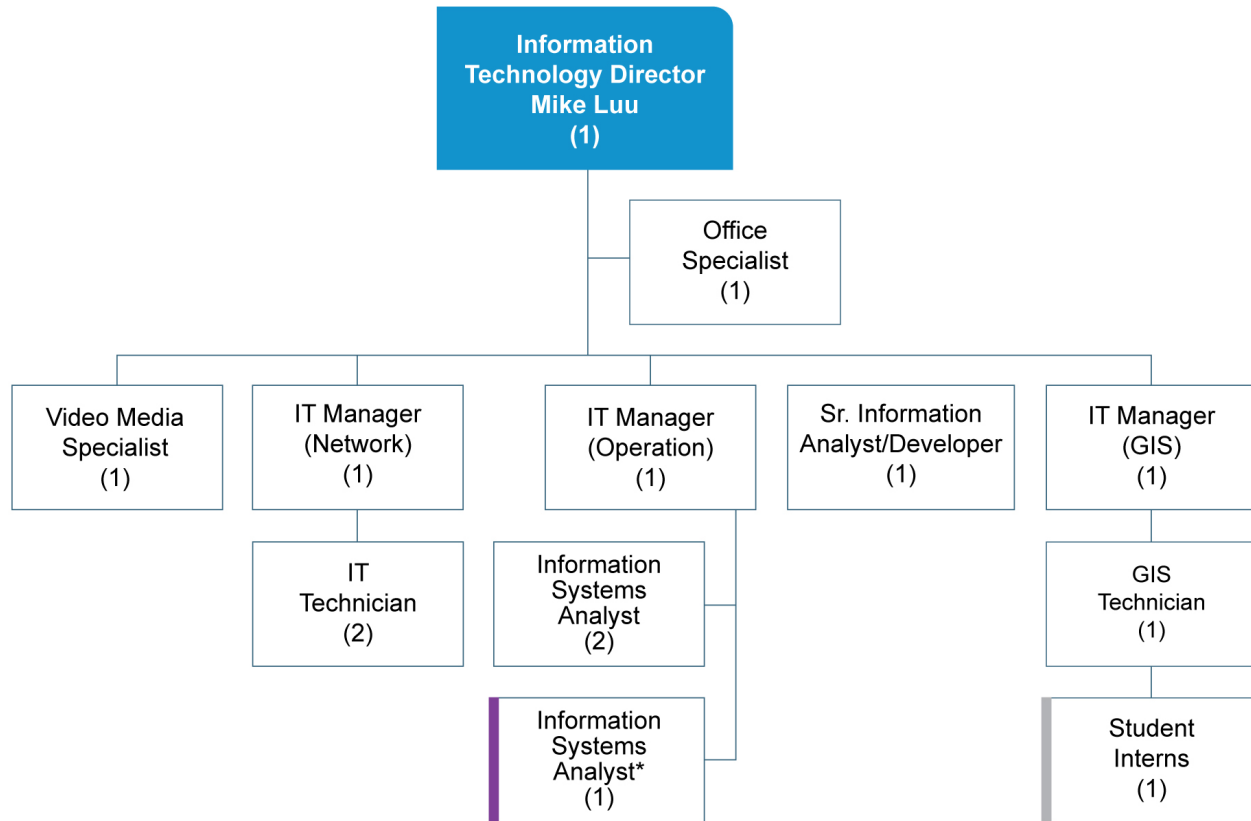 Information
Technology Director
Mike Luu
(1)
Office
Specialist
(1)
Video Media
Specialist
(1)
IT Manager
(Network)
(1)
IT Manager
(Operation)
(1)
Sr. Information
Analyst/Developer
(1)
IT Manager
(GIS)
(1)
IT
Technician
(2)
Information
Systems
Analyst
(2)
GIS
Technician
(1)
Information
Systems
Analyst*
(1)
Student
Interns
(1)